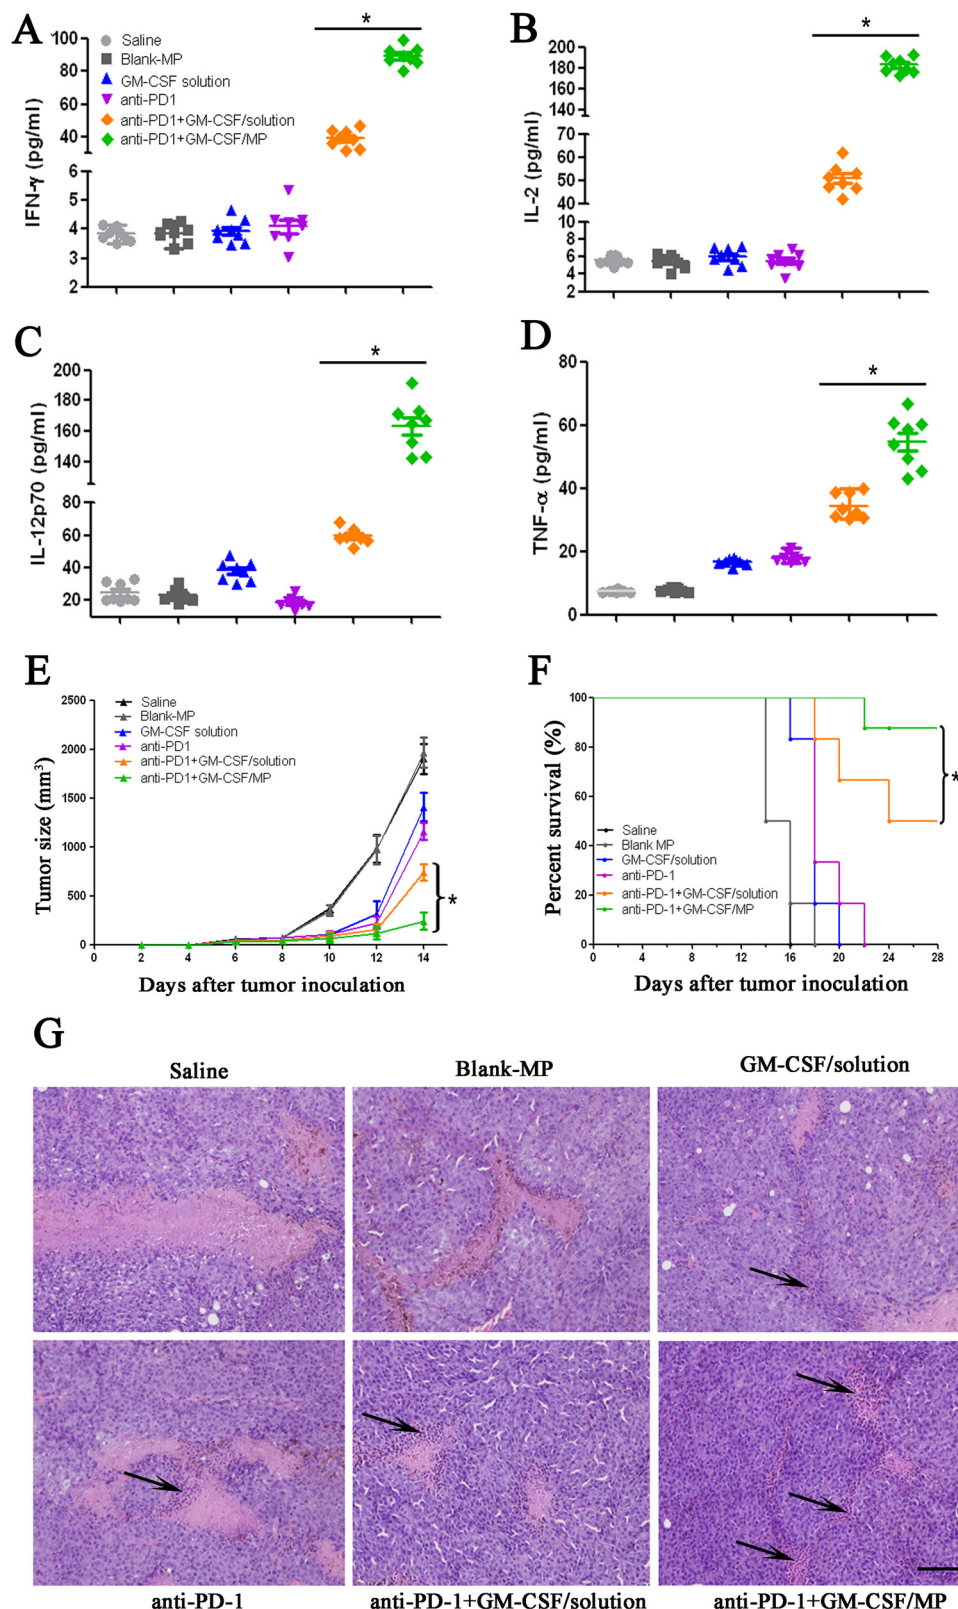 A
IFN-γ (pg/ml)
100
80
60
40
6
5
4
3
2
Saline
Blank-MP
GM-CSF solution
anti-PD1
anti-PD1+GM-CSF/solution
anti-PD1+GM-CSF/MP
*
B
IL-2 (pg/ml)
200
180
160
140
70
60
50
40
10
8
6
4
2
*
C
IL-12p70 (pg/ml)
200
180
160
140
80
60
40
20
*
D
TNF-α (pg/ml)
80
60
40
20
0
*
E
Tumor size (mm³)
2500
2000
1500
1000
500
0
Saline
Blank-MP
GM-CSF solution
anti-PD1
anti-PD1+GM-CSF/solution
anti-PD1+GM-CSF/MP
*
0 2 4 6 8 10 12 14
Days after tumor inoculation
F
Percent survival (%)
100
80
60
40
20
0
Saline
Blank MP
GM-CSF/solution
anti-PD-1
anti-PD-1+GM-CSF/solution
anti-PD-1+GM-CSF/MP
*
0 4 8 12 16 20 24 28
Days after tumor inoculation
G
Saline
Blank-MP
GM-CSF/solution
anti-PD-1
anti-PD-1+GM-CSF/solution
anti-PD-1+GM-CSF/MP